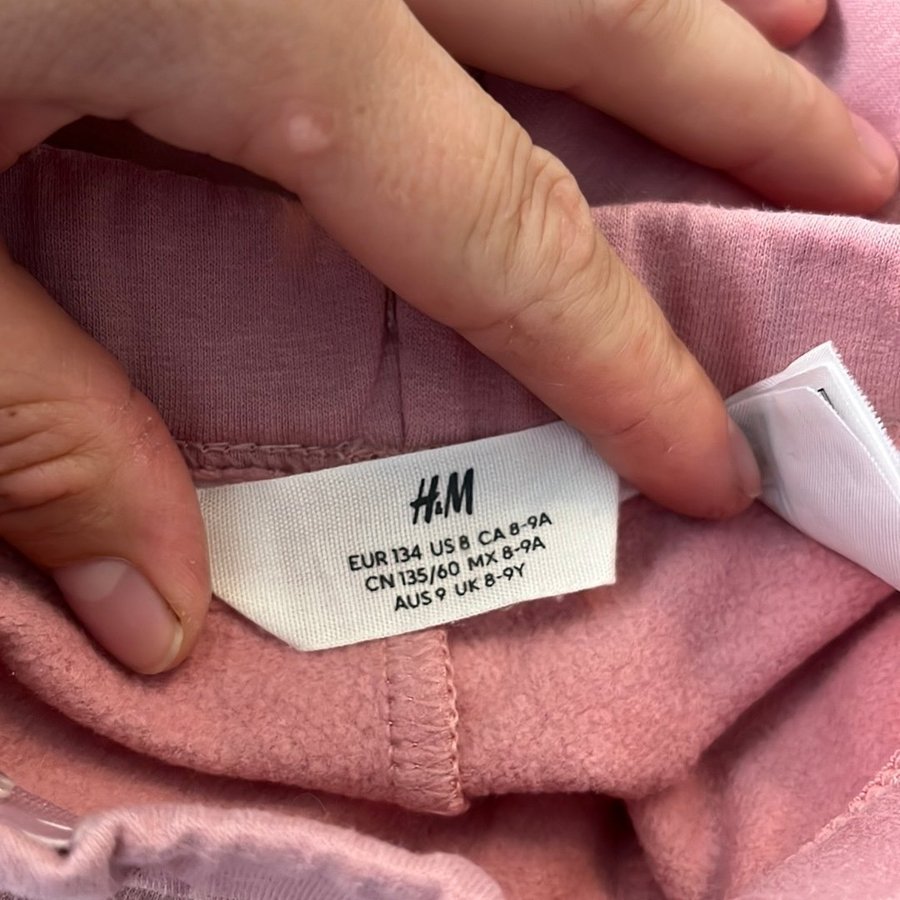 H&M
EUR 134 US 8 CA 8-9A
CN 135/60 MX 8-9A
AUS 9 UK 8-9Y